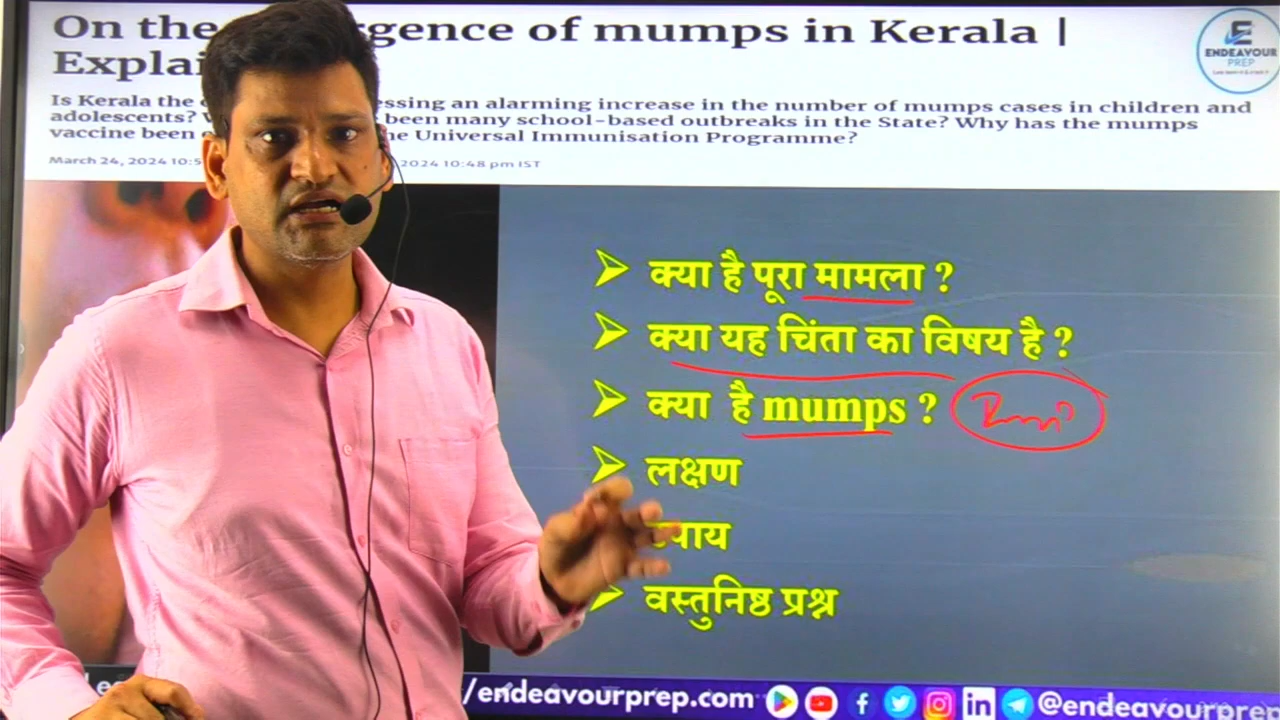 On the gence of mumps in Kerala |
Explai
Is Kerala the essing an alarming increase in the number of mumps cases in children and
adolescents? been many school-based outbreaks in the State? Why has the mumps
vaccine been he Universal Immunisation Programme?
March 24, 2024 10:5 2024 10:48 pm IST
ENDEAVOUR
PREP
क्या है पूरा मामला ?
क्या यह चिंता का विषय है ?
क्या है mumps ?
लक्षण
पाय
वस्तुनिष्ठ प्रश्न
/endeavourprep.com @endeavourprep